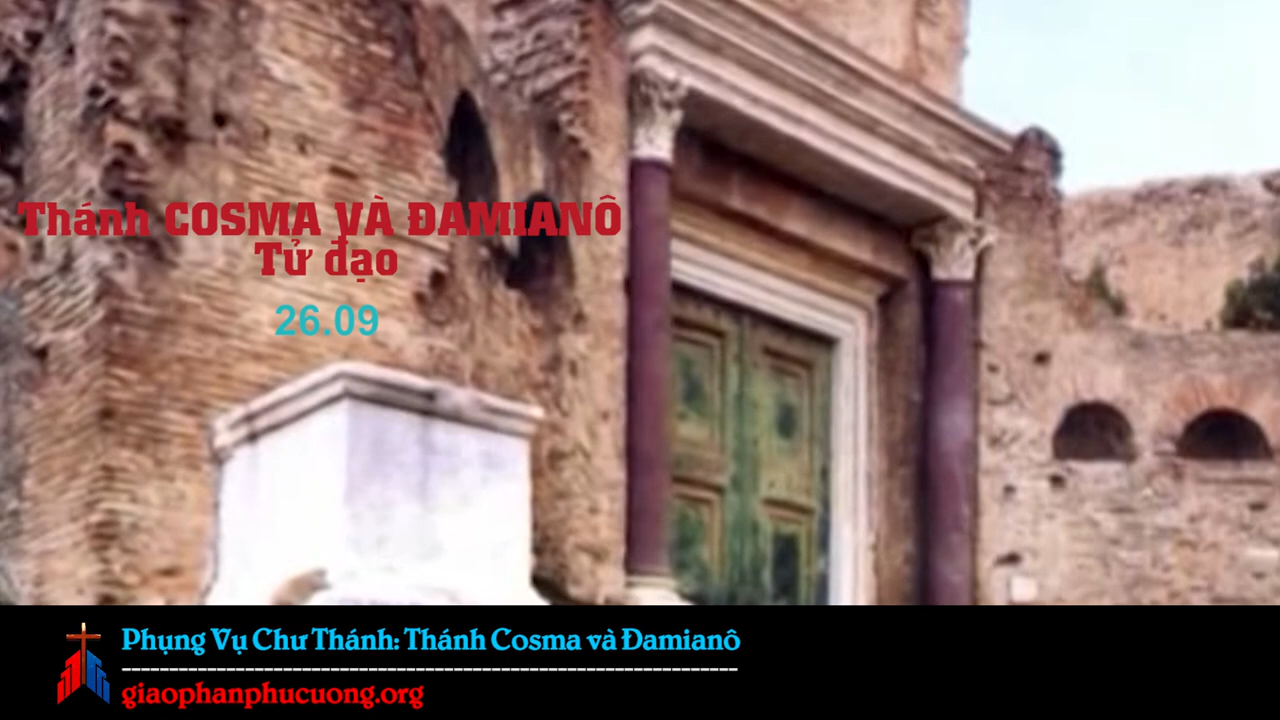 Thánh COSMA VÀ ĐAMIANÔ
Tử đạo
26.09
Phụng Vụ Chư Thánh: Thánh Cosma và Đamianô
giaophanphucuong.org